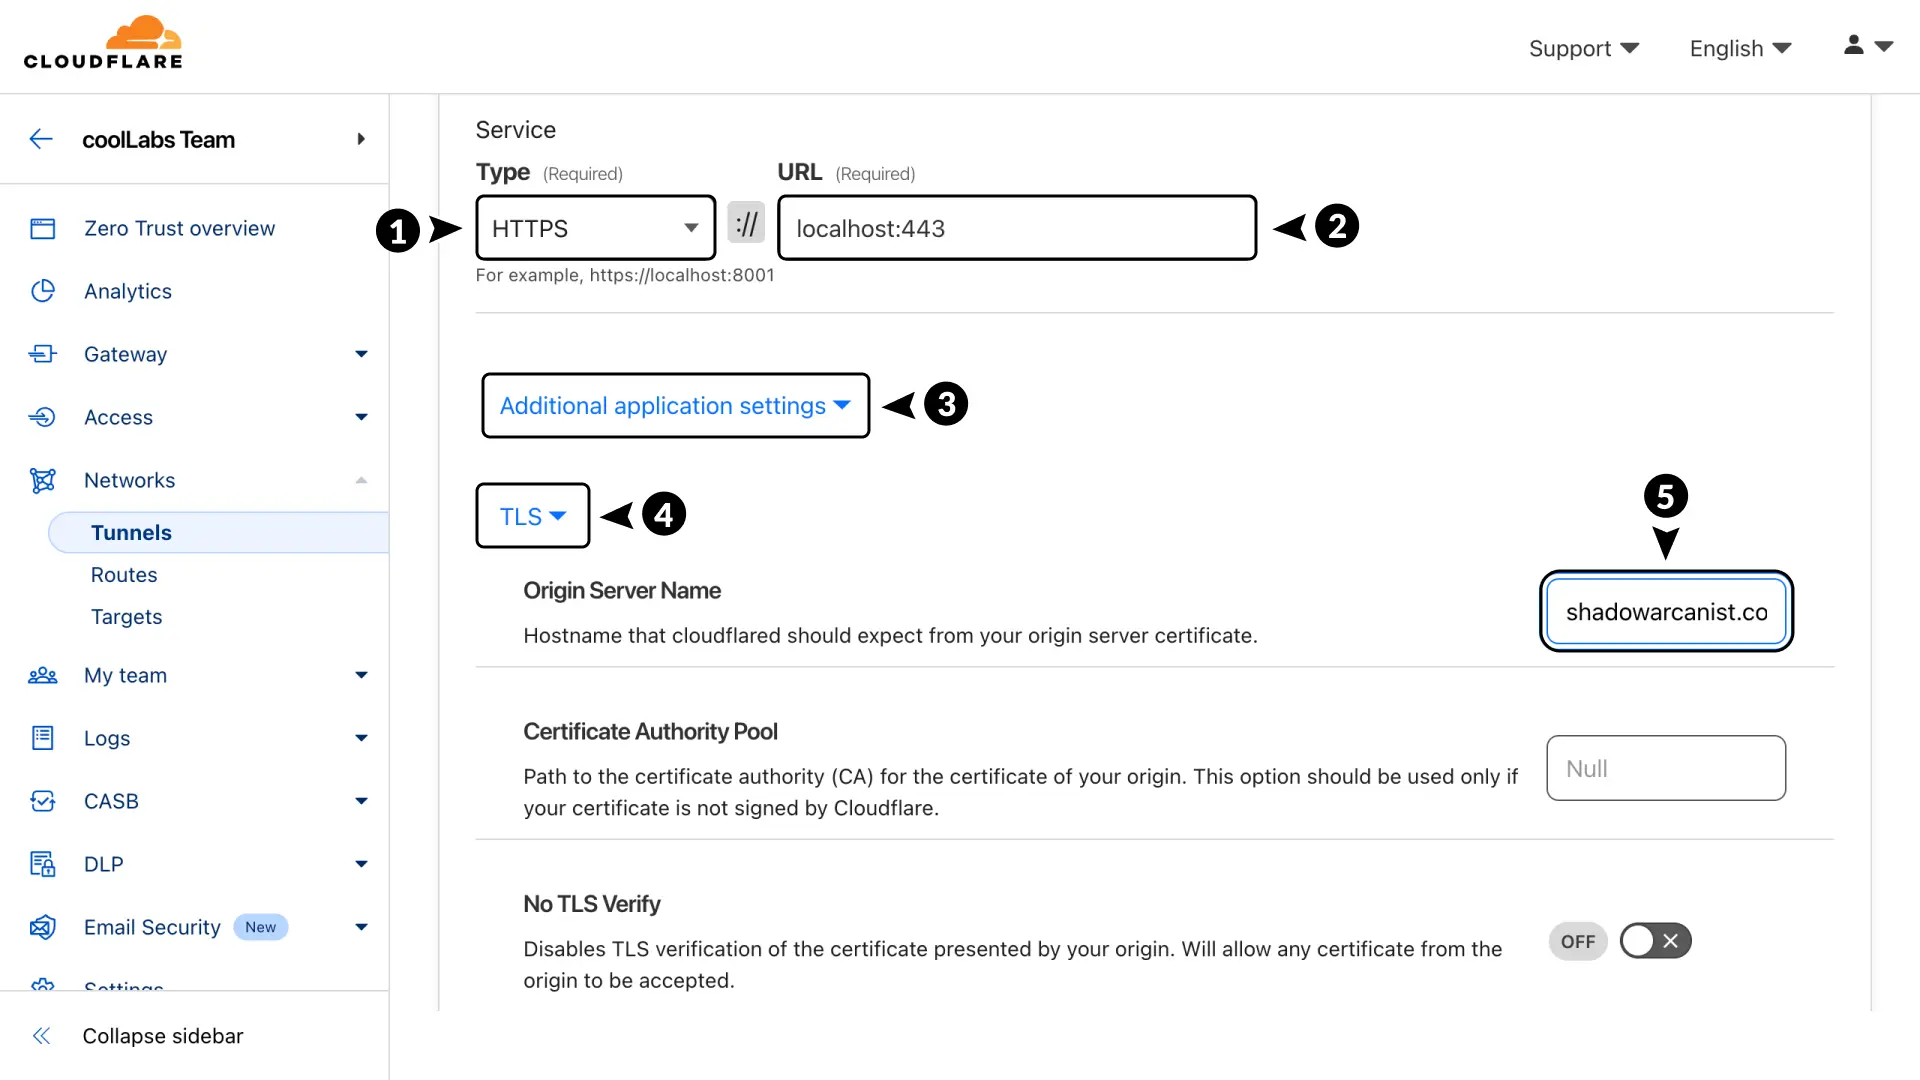 CLOUDFLARE
Support
English
coolLabs Team
Zero Trust overview
Analytics
Gateway
Access
Networks
Tunnels
Routes
Targets
My team
Logs
CASB
DLP
Email Security New
Settings
Collapse sidebar
Service
Type (Required)
URL (Required)
1
HTTPS
://
localhost:443
2
For example, https://localhost:8001
Additional application settings
3
TLS
4
5
Origin Server Name
Hostname that cloudflared should expect from your origin server certificate.
shadowarcanist.co
Certificate Authority Pool
Path to the certificate authority (CA) for the certificate of your origin. This option should be used only if
your certificate is not signed by Cloudflare.
Null
No TLS Verify
Disables TLS verification of the certificate presented by your origin. Will allow any certificate from the
origin to be accepted.
OFF